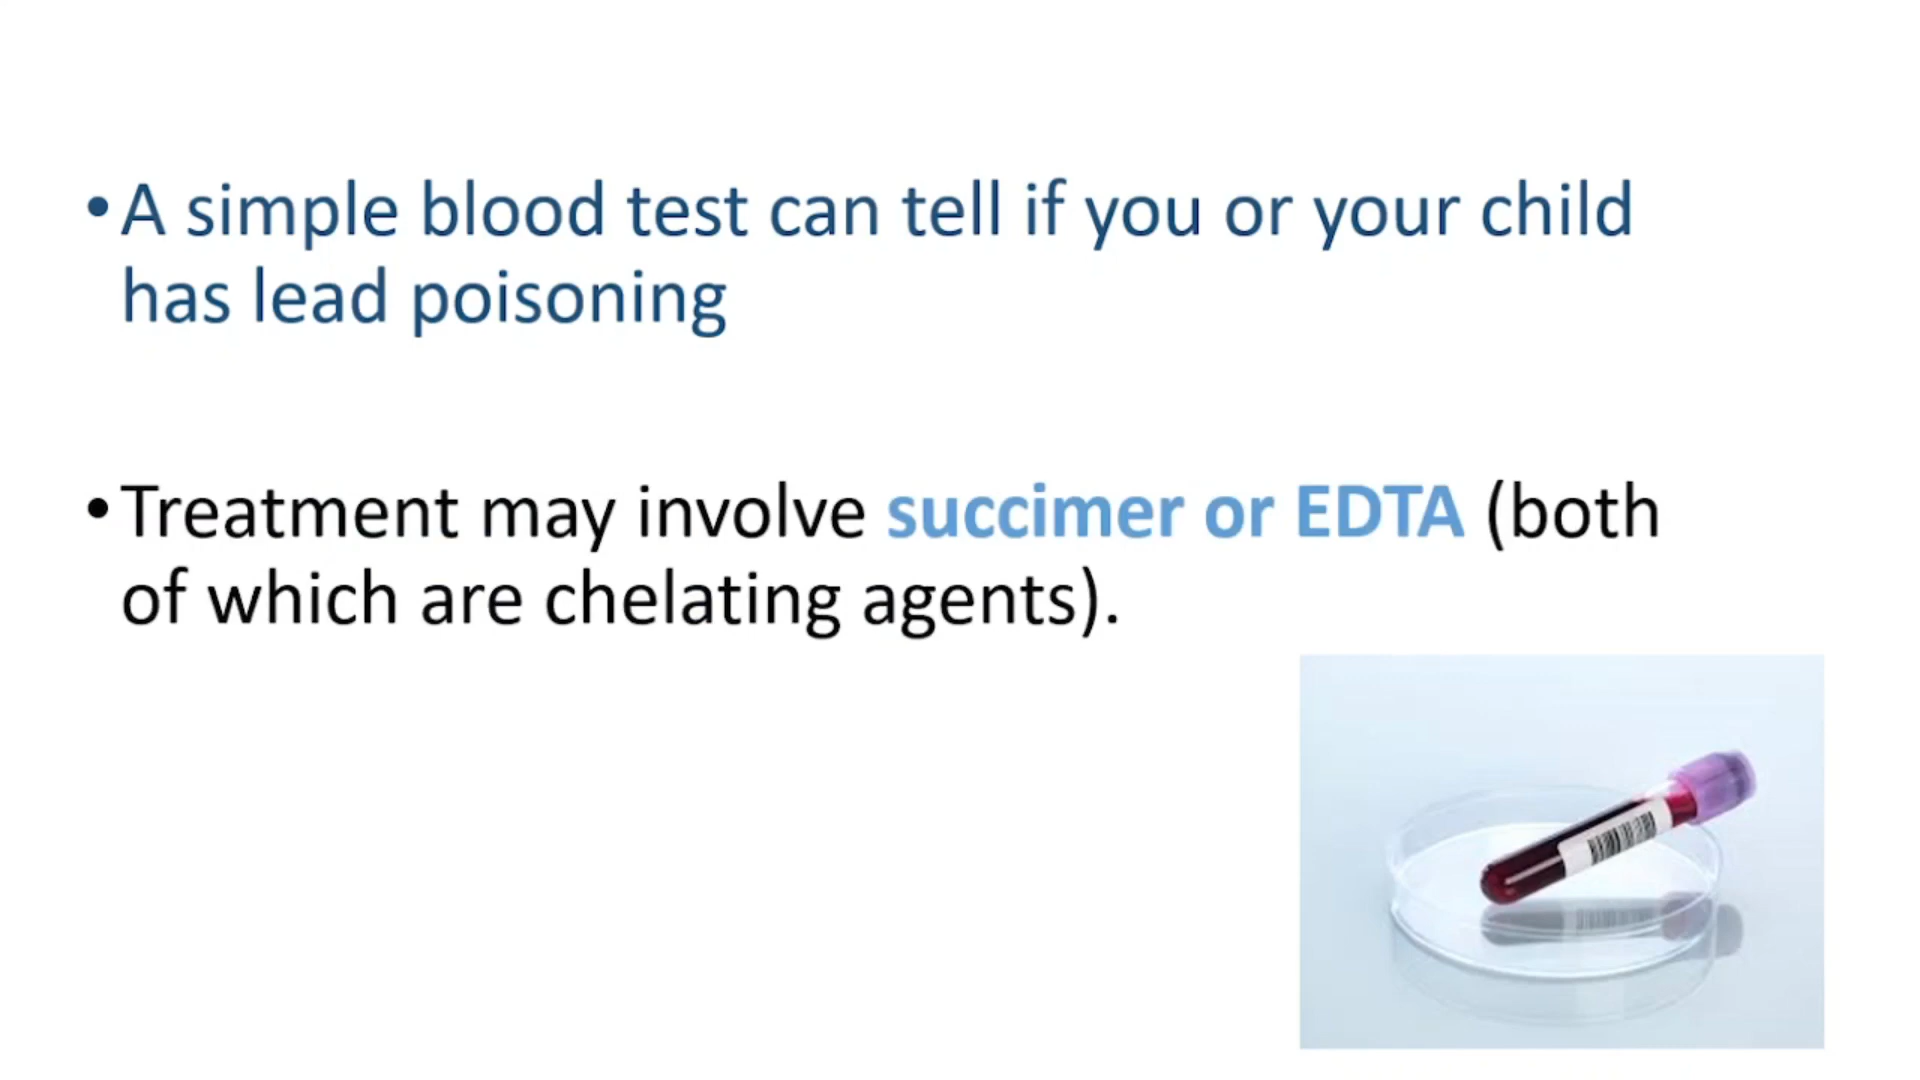 • A simple blood test can tell if you or your child
has lead poisoning
• Treatment may involve succimer or EDTA (both
of which are chelating agents).